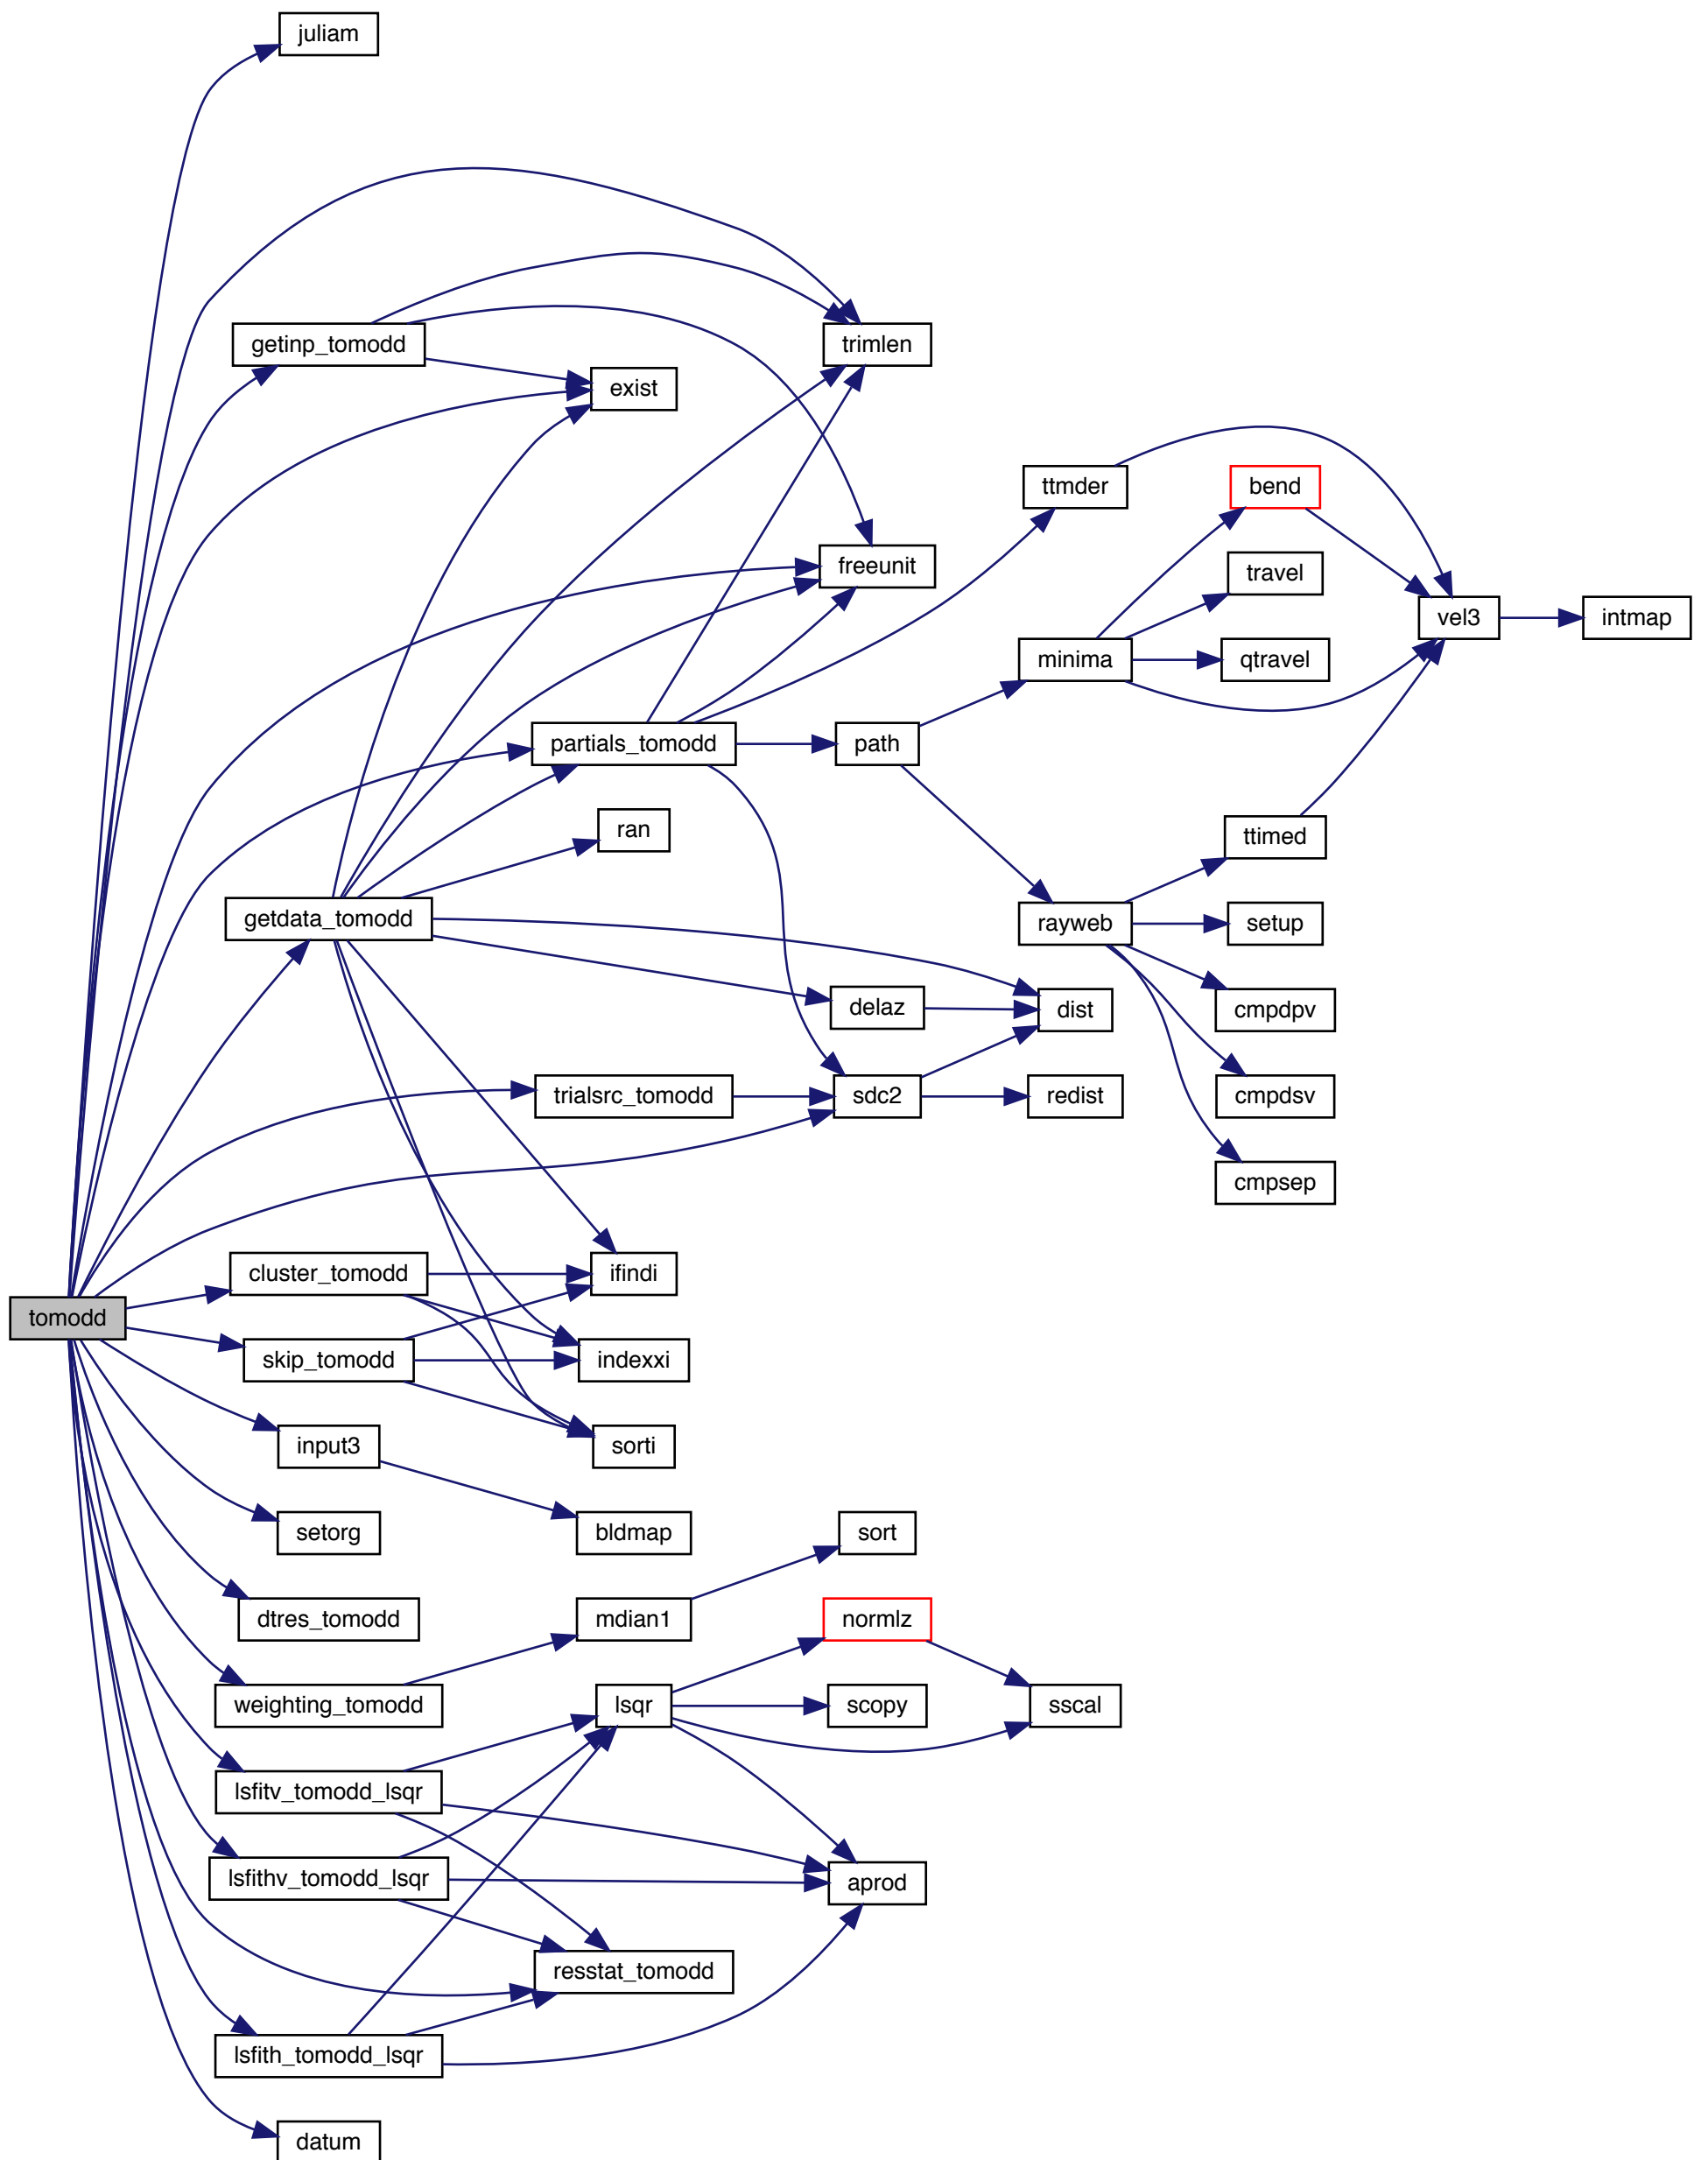 juliam
getinp_tomodd
trimlen
exist
ttmder
bend
freeunit
travel
vel3
intmap
minima
qtravel
partials_tomodd
path
ran
ttimed
getdata_tomodd
rayweb
setup
delaz
dist
cmpdpv
trialsrc_tomodd
sdc2
redist
cmpdsv
cmpsep
cluster_tomodd
ifindi
tomodd
skip_tomodd
indexxi
input3
sorti
setorg
bldmap
sort
dtres_tomodd
mdian1
normlz
weighting_tomodd
lsqr
scopy
sscal
lsfitv_tomodd_lsqr
lsfithv_tomodd_lsqr
aprod
resstat_tomodd
lsfith_tomodd_lsqr
datum